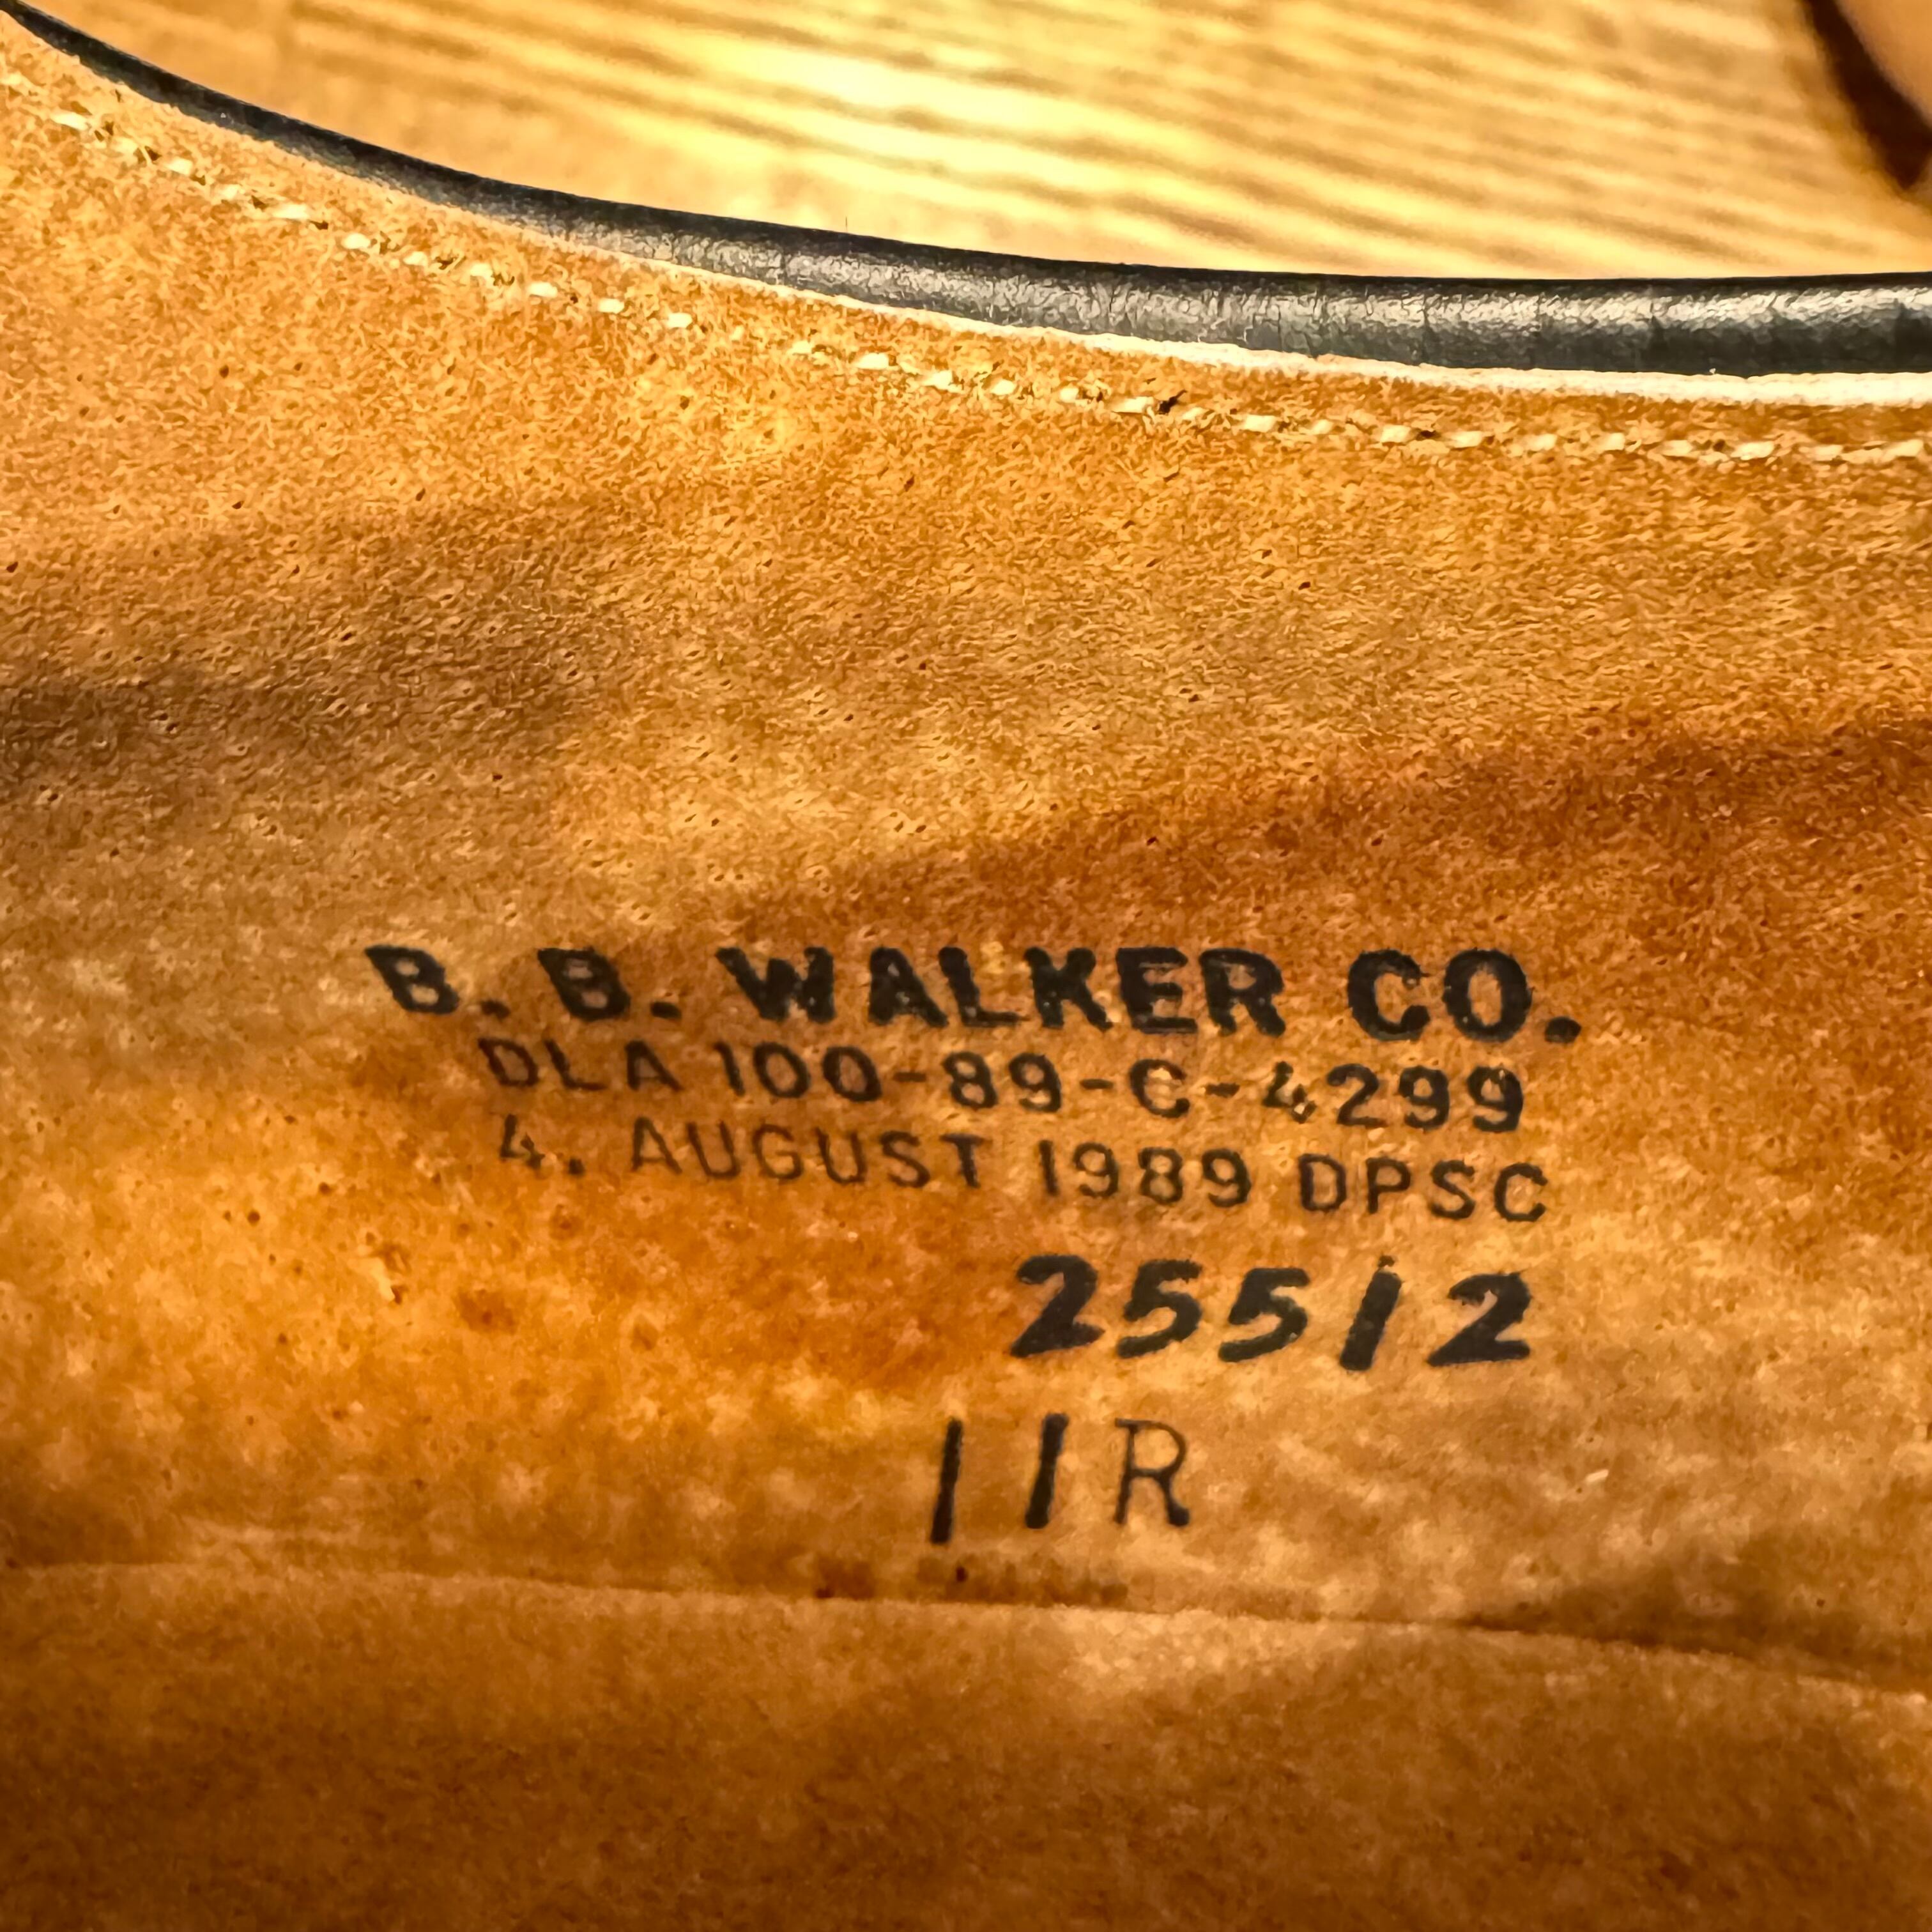 B. B. WALKER CO.
DLA 100-89-C-4299
4. AUGUST 1989 DPSC
25512
11R